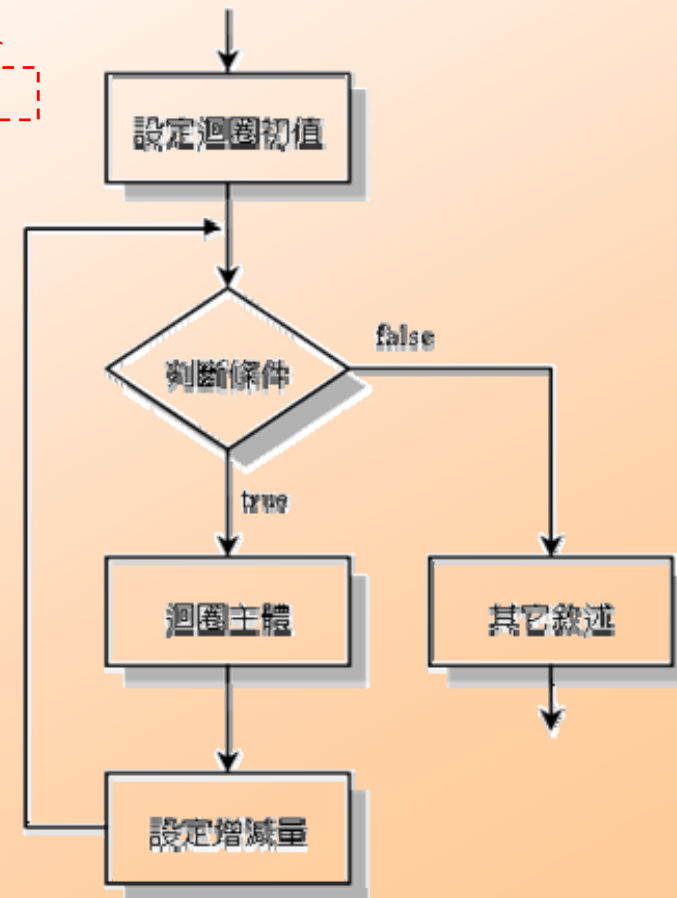 設定迴圈初值
判斷條件
false
true
迴圈主體
其它敘述
設定增減量